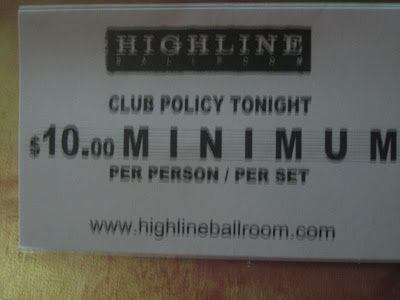 HIGHLINE
BALLROOM
CLUB POLICY TONIGHT
$10.00 MINIMUM
PER PERSON / PER SET
www.highlineballroom.com